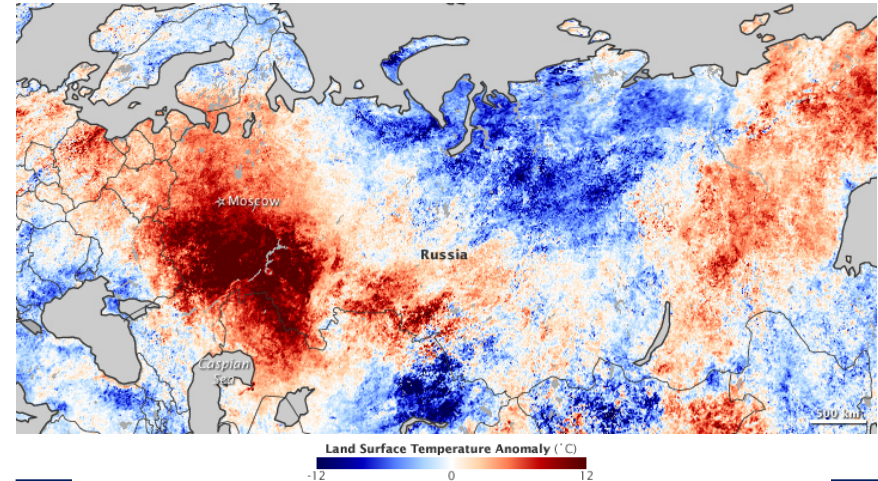 Moscow
Russia
Caspian
Sea
500 km
Land Surface Temperature Anomaly (˚C)
-12 0 12